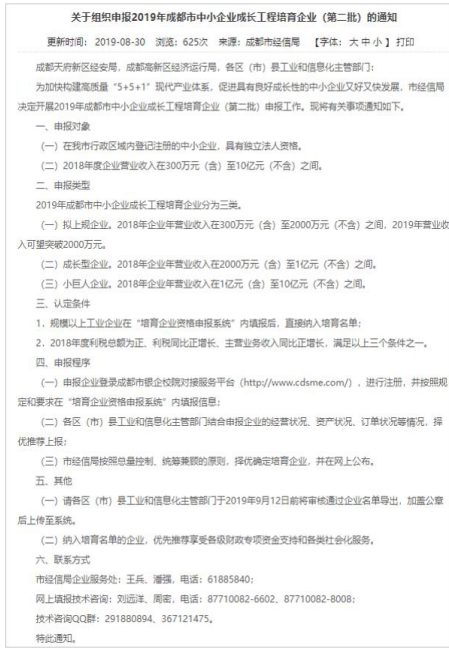 关于组织申报2019年成都市中小企业成长工程培育企业（第二批）的通知
更新时间：2019-08-30 浏览：625次 来源：成都市经信局 【字体：大 中 小】打印
成都天府新区经安局，成都高新区经济运行局，各区（市）县工业和信息化主管部门：
为加快构建高质量“5+5+1”现代产业体系，促进具有良好成长性的中小企业又好又快发展，市经信局
决定开展2019年成都市中小企业成长工程培育企业（第二批）申报工作。现将有关事项通知如下。
一、申报对象
（一）在我市行政区域内登记注册的中小企业，具有独立法人资格。
（二）2018年度企业营业收入在300万元（含）至10亿元（不含）之间。
二、申报类型
2019年成都市中小企业成长工程培育企业分为三类。
（一）拟上规企业。2018年企业年营业收入在300万元（含）至2000万元（不含）之间，2019年营业收
入可望突破2000万元。
（二）成长型企业。2018年企业年营业收入在2000万元（含）至1亿元（不含）之间。
（三）小巨人企业。2018年企业年营业收入在1亿元（含）至10亿元（不含）之间。
三、认定条件
1，规模以上工业企业在“培育企业资格申报系统”内填报后，直接纳入培育名单；
2，2018年度利税总额为正、利税同比正增长、主营业务收入同比正增长，满足以上三个条件之一。
四、申报程序
（一）申报企业登录成都市银企校院对接服务平台（http://www.cdsme.com/），进行注册，并按照规
定和要求在“培育企业资格申报系统”内填报信息；
（二）各区（市）县工业和信息化主管部门结合申报企业的经营状况、资产状况、订单状况等情况，择
优推荐上报；
（三）市经信局按照总量控制、统筹兼顾的原则，择优确定培育企业，并在网上公布。
五、其他
（一）请各区（市）县工业和信息化主管部门于2019年9月12日前将审核通过企业名单导出，加盖公章
后上传至系统。
（二）纳入培育名单的企业，优先推荐享受各级财政专项资金支持和各类社会化服务。
六、联系方式
市经信局企业服务处：王兵、潘强，电话：61885840；
网上填报技术咨询：刘远洋、周密，电话：87710082-6602、87710082-8008；
技术咨询QQ群：291880894、367121475。
特此通知。